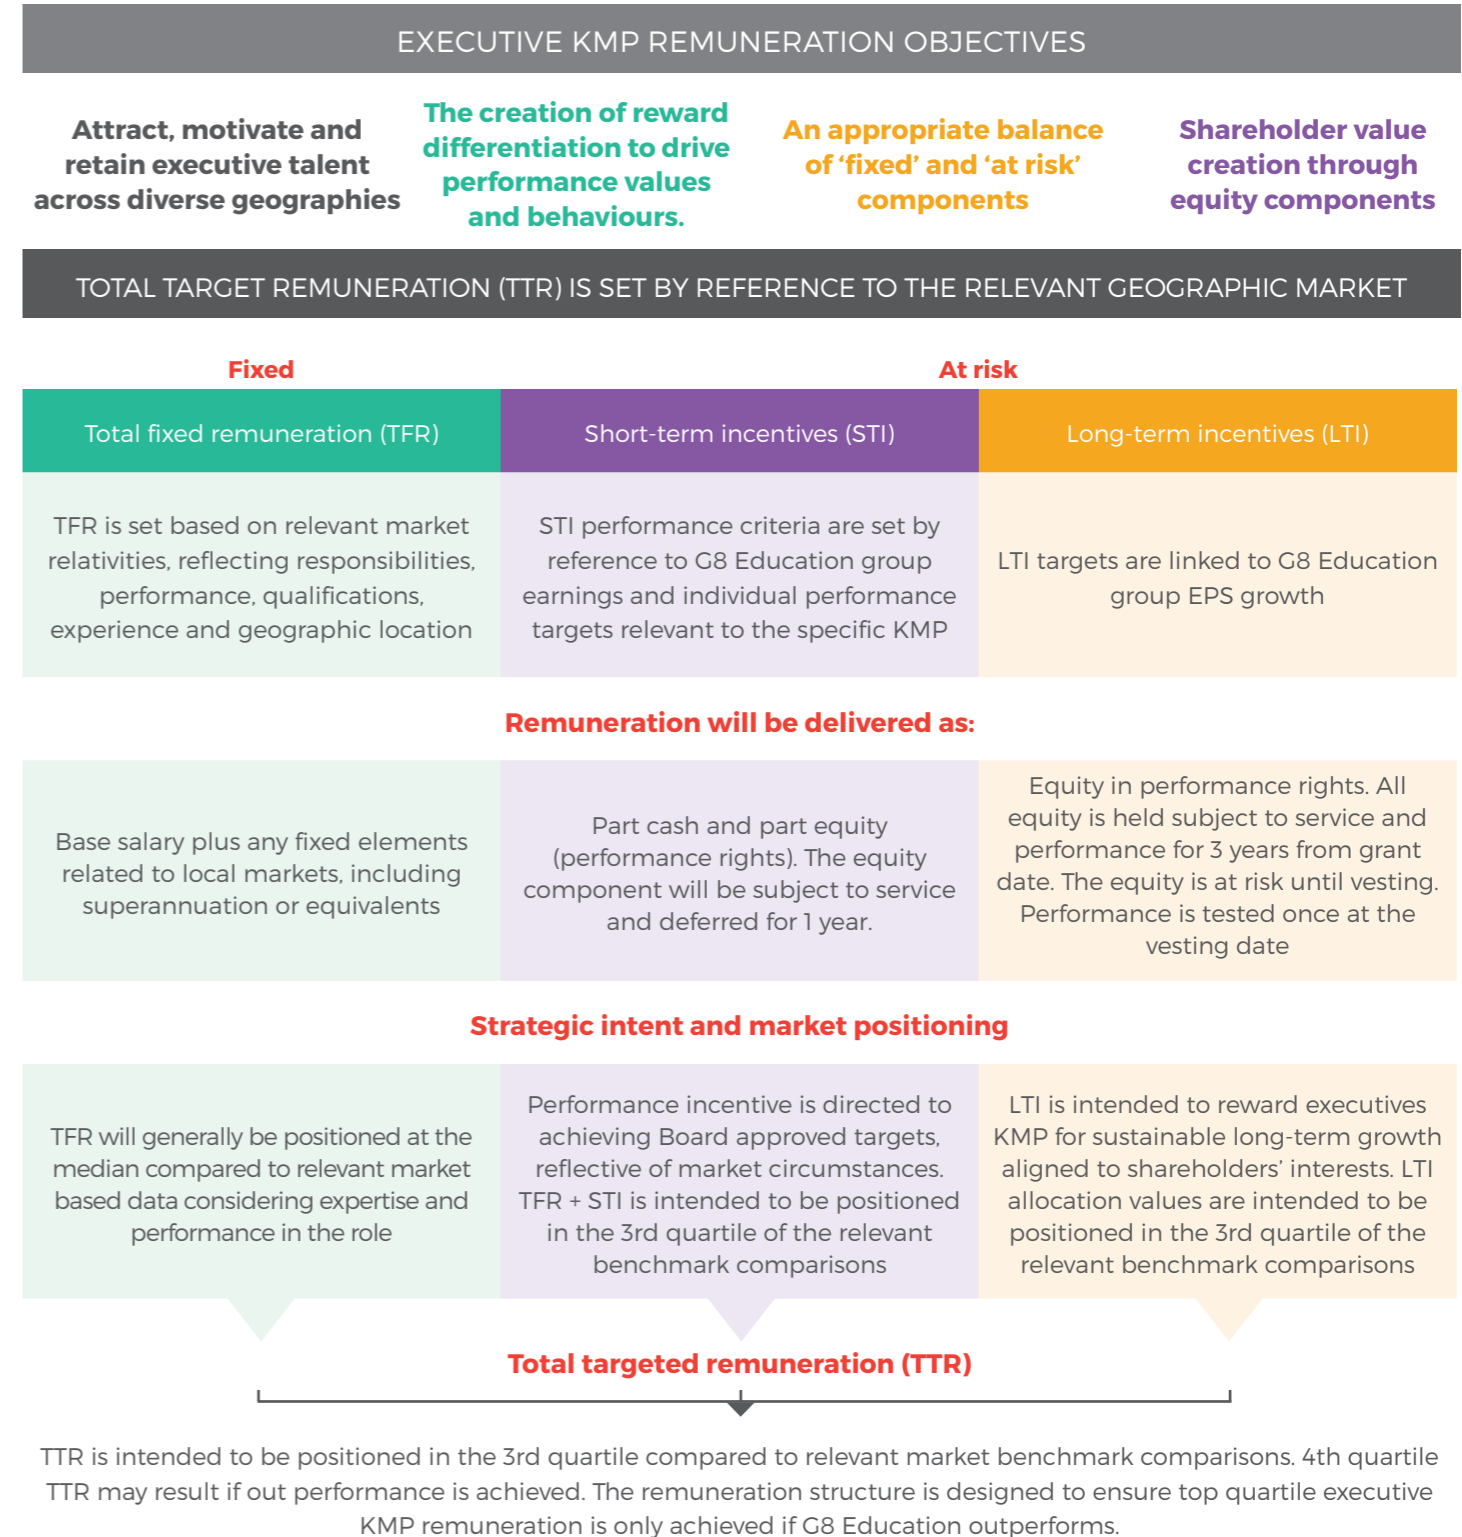 EXECUTIVE KMP REMUNERATION OBJECTIVES
Attract, motivate and
retain executive talent
across diverse geographies
The creation of reward
differentiation to drive
performance values
and behaviours.
An appropriate balance
of ‘fixed’ and ‘at risk’
components
Shareholder value
creation through
equity components
TOTAL TARGET REMUNERATION (TTR) IS SET BY REFERENCE TO THE RELEVANT GEOGRAPHIC MARKET
Fixed
At risk
Total fixed remuneration (TFR)
Short-term incentives (STI)
Long-term incentives (LTI)
TFR is set based on relevant market
relativities, reflecting responsibilities,
performance, qualifications,
experience and geographic location
STI performance criteria are set by
reference to G8 Education group
earnings and individual performance
targets relevant to the specific KMP
LTI targets are linked to G8 Education
group EPS growth
Remuneration will be delivered as:
Base salary plus any fixed elements
related to local markets, including
superannuation or equivalents
Part cash and part equity
(performance rights). The equity
component will be subject to service
and deferred for 1 year.
Equity in performance rights. All
equity is held subject to service and
performance for 3 years from grant
date. The equity is at risk until vesting.
Performance is tested once at the
vesting date
Strategic intent and market positioning
TFR will generally be positioned at the
median compared to relevant market
based data considering expertise and
performance in the role
Performance incentive is directed to
achieving Board approved targets,
reflective of market circumstances.
TFR + STI is intended to be positioned
in the 3rd quartile of the relevant
benchmark comparisons
LTI is intended to reward executives
KMP for sustainable long-term growth
aligned to shareholders’ interests. LTI
allocation values are intended to be
positioned in the 3rd quartile of the
relevant benchmark comparisons
Total targeted remuneration (TTR)
TTR is intended to be positioned in the 3rd quartile compared to relevant market benchmark comparisons. 4th quartile
TTR may result if out performance is achieved. The remuneration structure is designed to ensure top quartile executive
KMP remuneration is only achieved if G8 Education outperforms.